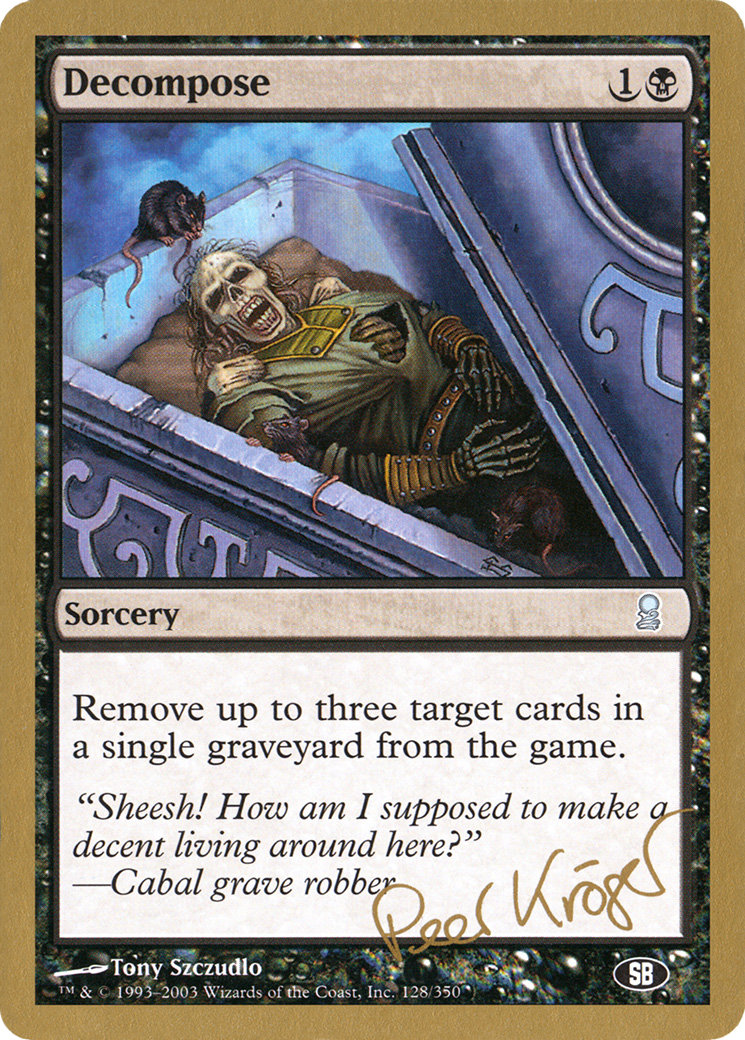 Decompose 1
Sorcery
Remove up to three target cards in
a single graveyard from the game.
“Sheesh! How am I supposed to make a
decent living around here?”
—Cabal grave robber
Peer Kröger
Tony Szczudlo
SB
™ & © 1993–2003 Wizards of the Coast, Inc. 128/350